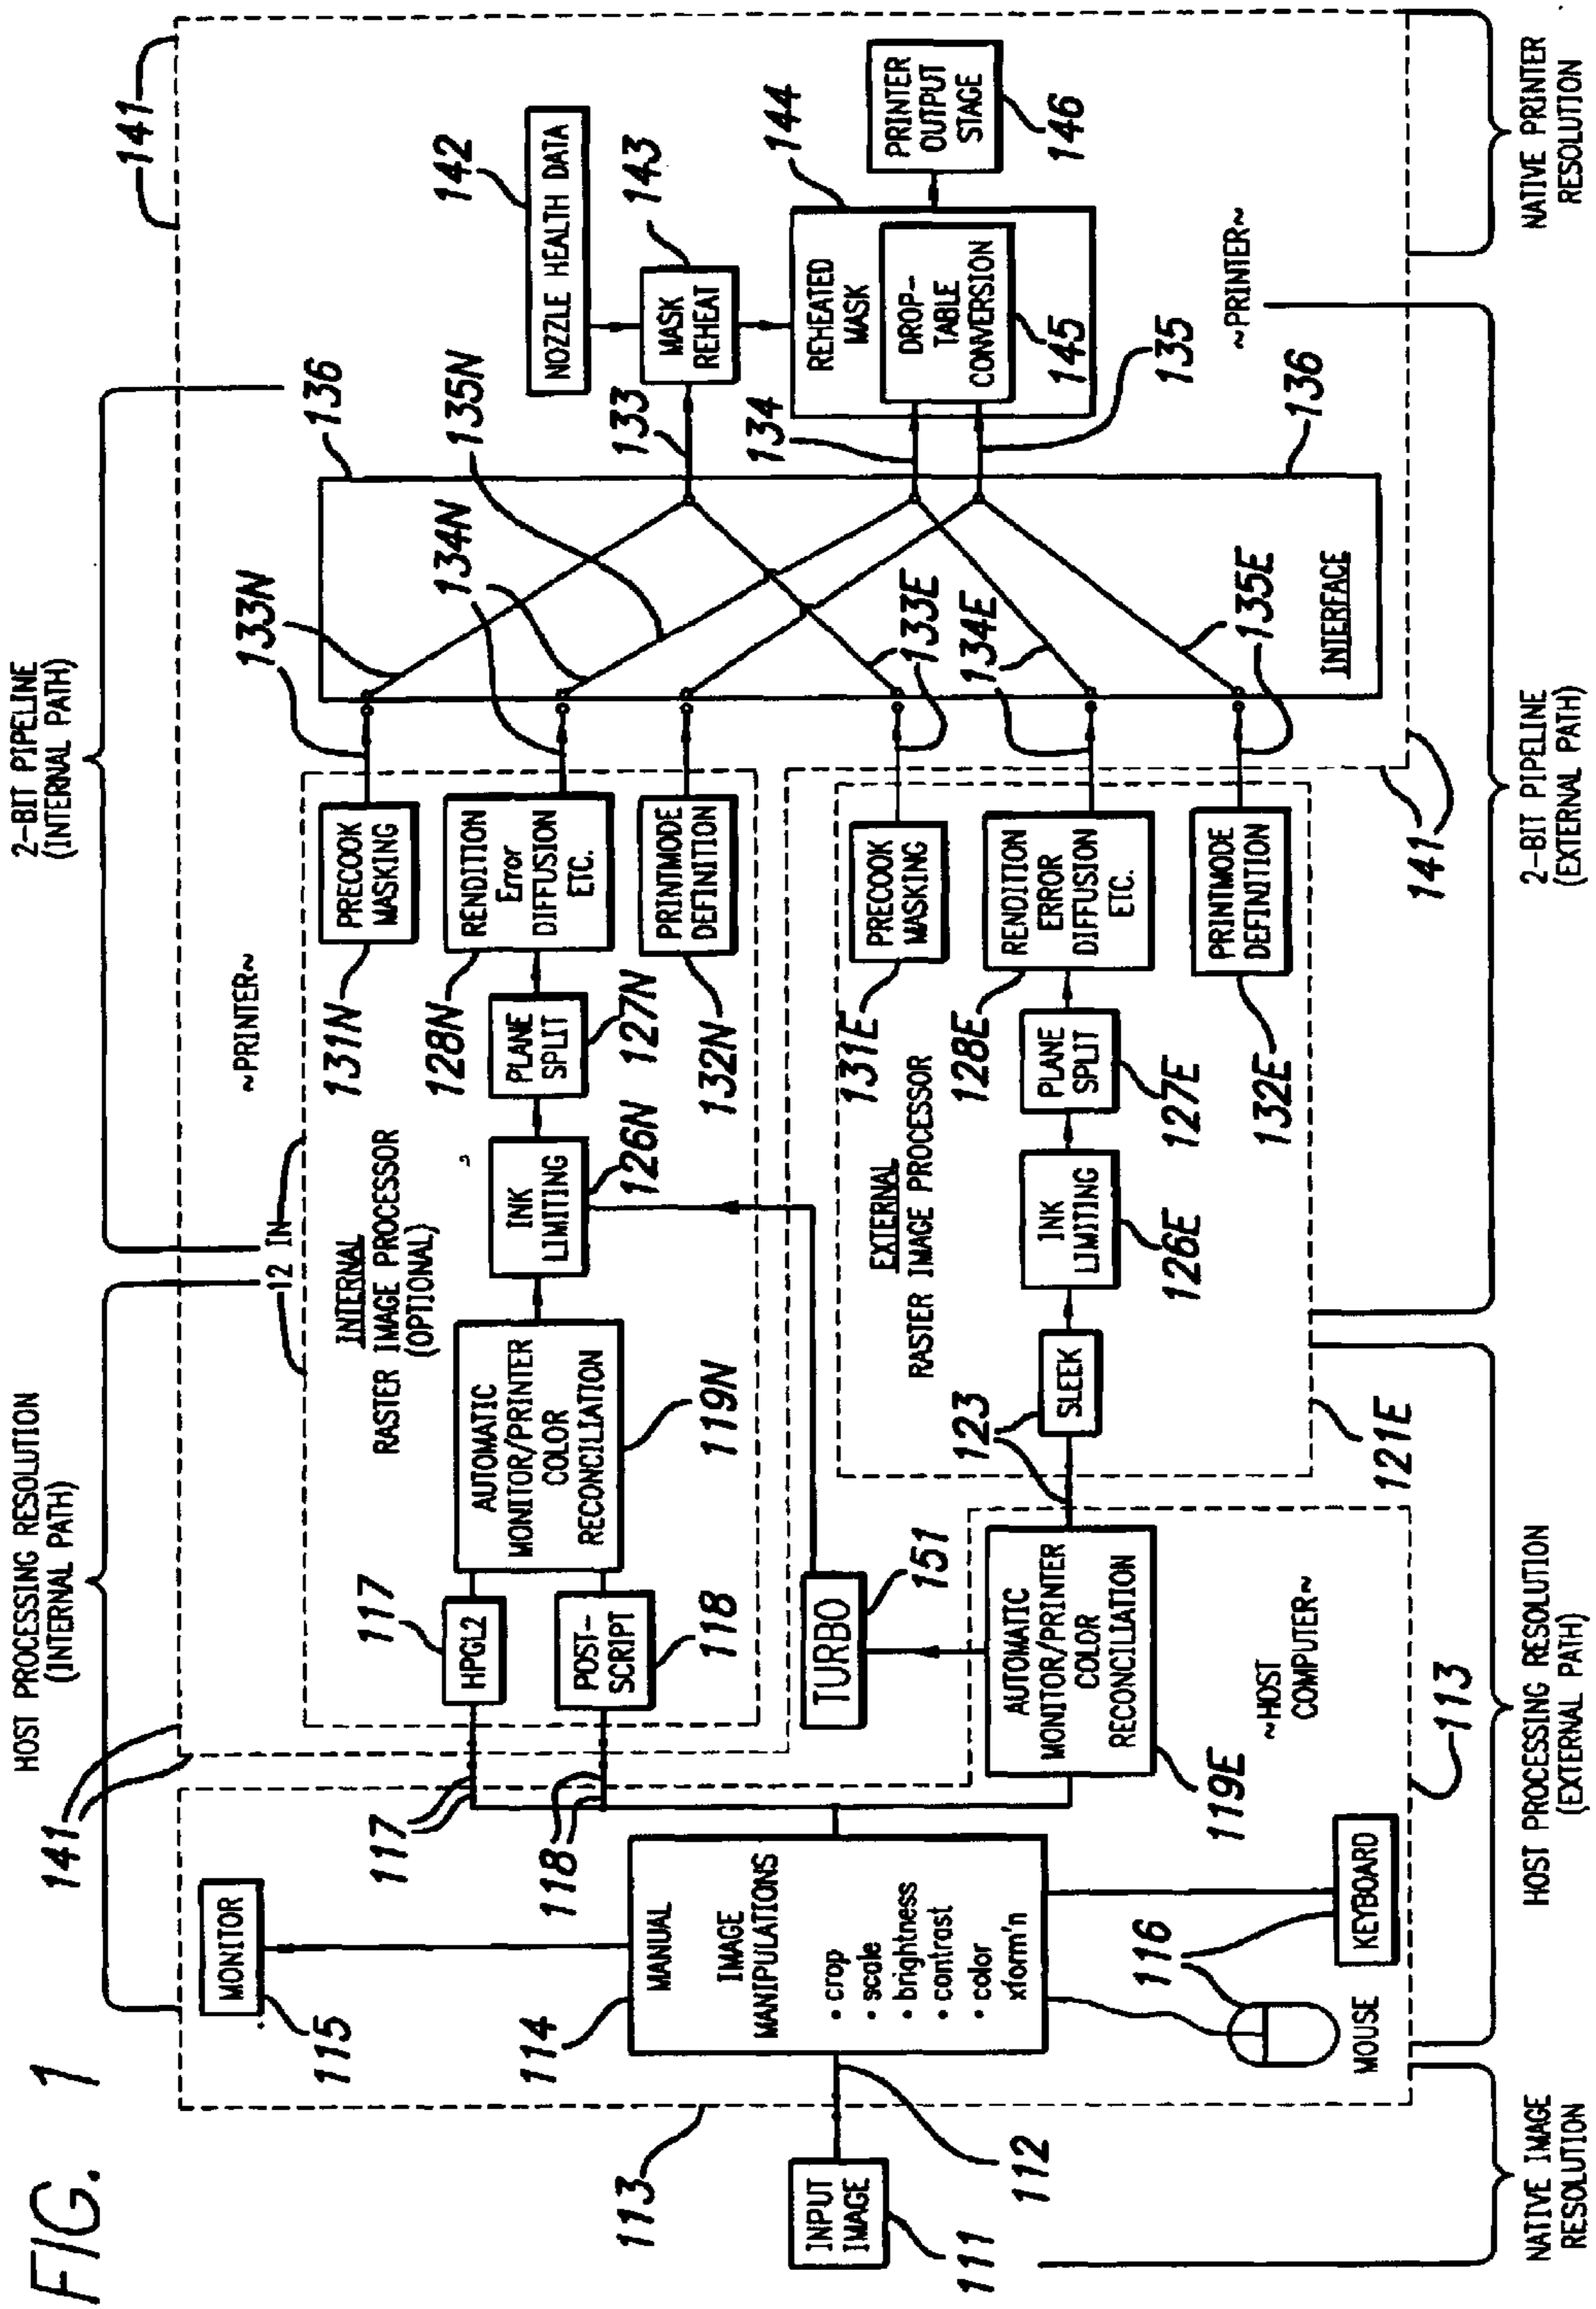 FIG. 1
HOST PROCESSING RESOLUTION
(INTERNAL PATH)
2-BIT PIPELINE
(INTERNAL PATH)
141
141
113
115
MONITOR
114
MANUAL
IMAGE
MANIPULATIONS
• crop
• scale
• brightness
• contrast
• color
xform'n
INPUT
IMAGE
111
112
116
MOUSE
KEYBOARD
117
118
117
HPGL2
POST-
SCRIPT
118
AUTOMATIC
MONITOR/PRINTER
COLOR
RECONCILIATION
119N
12 IN
INTERNAL
RASTER IMAGE PROCESSOR
(OPTIONAL)
~PRINTER~
INK
LIMITING
126N
PLANE
SPLIT
127N
131N
PRECOOK
MASKING
128N
RENDITION
Error
DIFFUSION
ETC.
PRINTMODE
DEFINITION
132N
TURBO
151
AUTOMATIC
MONITOR/PRINTER
COLOR
RECONCILIATION
119E
~HOST
COMPUTER~
113
123
SLEEK
EXTERNAL
RASTER IMAGE PROCESSOR
INK
LIMITING
126E
PLANE
SPLIT
127E
131E
PRECOOK
MASKING
128E
RENDITION
ERROR
DIFFUSION
ETC.
PRINTMODE
DEFINITION
132E
121E
133N
134N
135N
133E
134E
135E
INTERFACE
136
136
133
134
135
142
NOZZLE HEALTH DATA
MASK
REHEAT
143
REHEATED
MASK
144
DROP-
TABLE
CONVERSION
145
PRINTER
OUTPUT
STAGE
146
~PRINTER~
141
NATIVE IMAGE
RESOLUTION
HOST PROCESSING RESOLUTION
(EXTERNAL PATH)
2-BIT PIPELINE
(EXTERNAL PATH)
NATIVE PRINTER
RESOLUTION